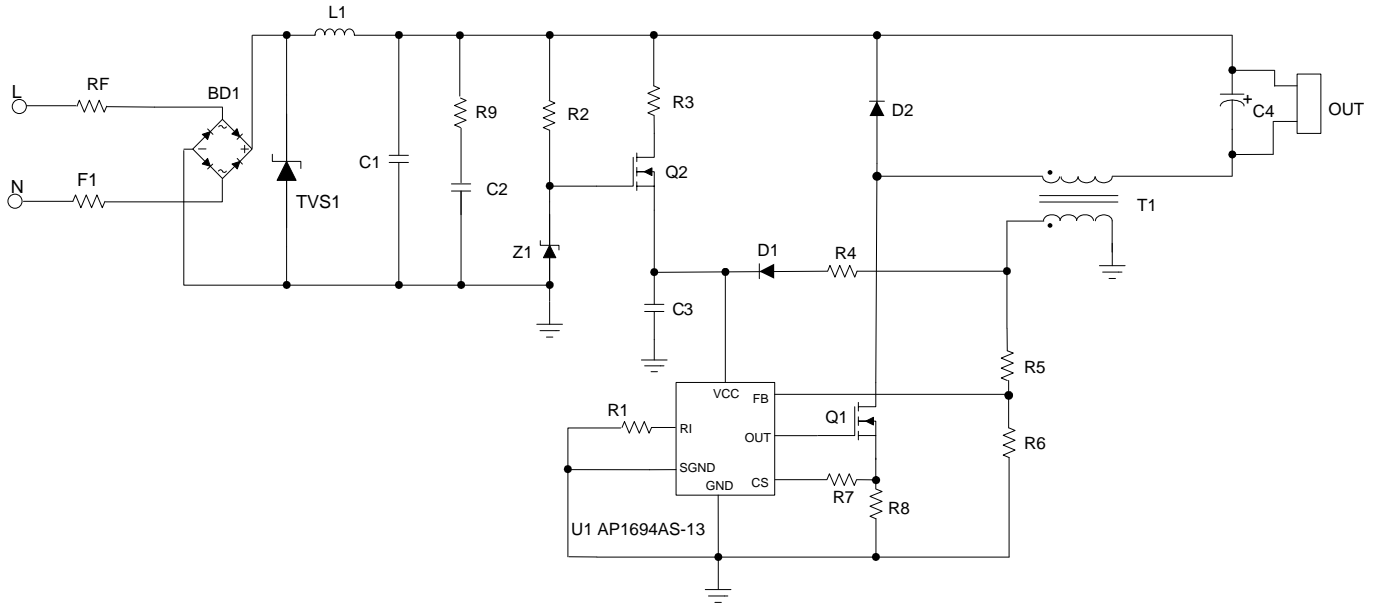 L1
L
RF
BD1
~
-
+
~
N
F1
TVS1
C1
R9
C2
R2
Z1
R3
Q2
D2
+
C4
OUT
T1
D1
R4
C3
R5
R6
VCC
FB
R1
RI
OUT
Q1
SGND
CS
GND
R7
R8
U1 AP1694AS-13